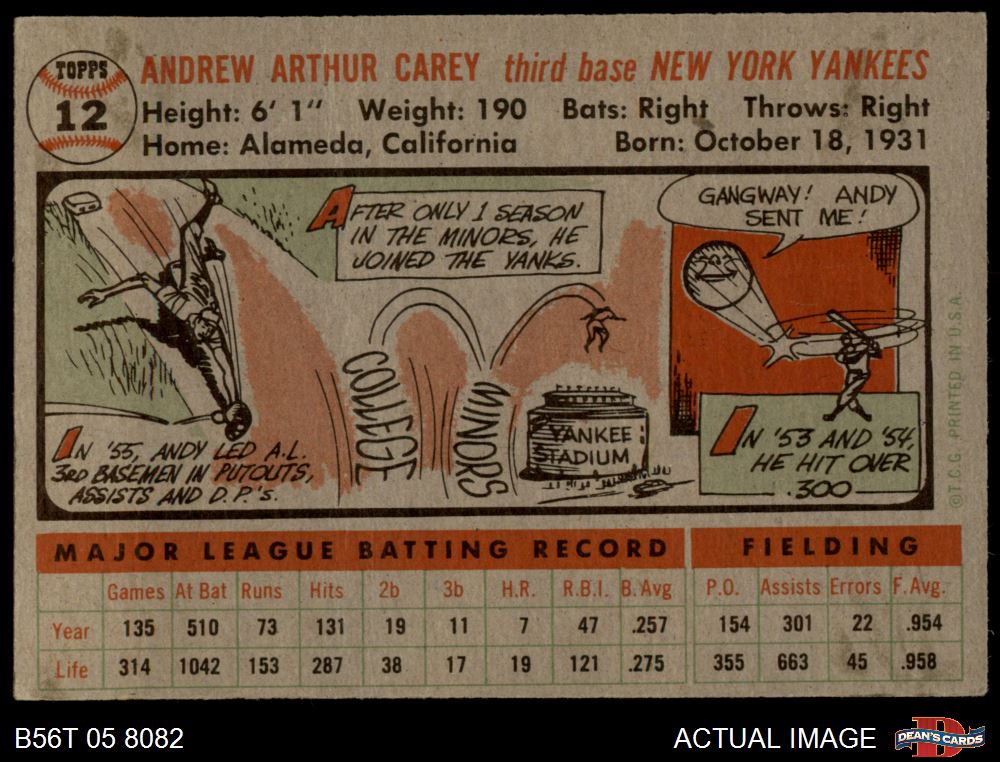 TOPPS
12
ANDREW ARTHUR CAREY third base NEW YORK YANKEES
Height: 6' 1" Weight: 190 Bats: Right Throws: Right
Home: Alameda, California Born: October 18, 1931
AFTER ONLY 1 SEASON
IN THE MINORS, HE
JOINED THE YANKS.
GANGWAY! ANDY
SENT ME!
COLLEGE
MINORS
YANKEE
STADIUM
IN '55, ANDY LED A.L.
3RD BASEMEN IN PUTOUTS,
ASSISTS AND D.P.'s.
IN '53 AND '54,
HE HIT OVER
.300
©T.C.G. PRINTED IN U.S.A.
MAJOR LEAGUE BATTING RECORD FIELDING
Games At Bat Runs Hits 2b 3b H.R. R.B.I. B. Avg P.O. Assists Errors F. Avg.
Year 135 510 73 131 19 11 7 47 .257 154 301 22 .954
Life 314 1042 153 287 38 17 19 121 .275 355 663 45 .958
B56T 05 8082 ACTUAL IMAGE DEAN'S CARDS